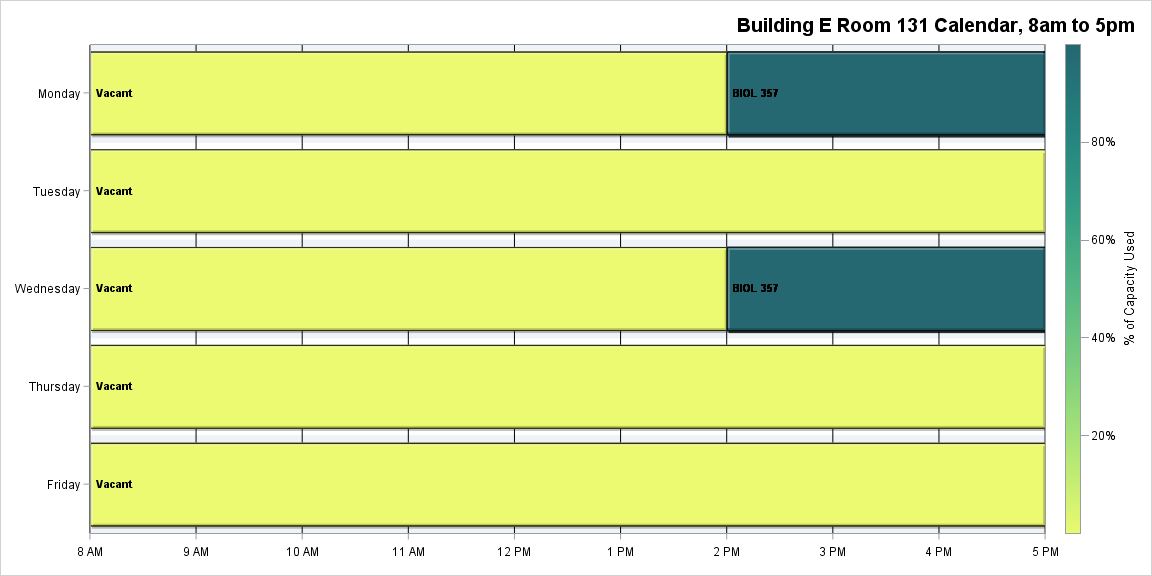 Building E Room 131 Calendar, 8am to 5pm
Monday
Vacant
BIOL 357
Tuesday
Vacant
Wednesday
Vacant
BIOL 357
Thursday
Vacant
Friday
Vacant
8 AM 9 AM 10 AM 11 AM 12 PM 1 PM 2 PM 3 PM 4 PM 5 PM
80%
60%
40%
20%
% of Capacity Used